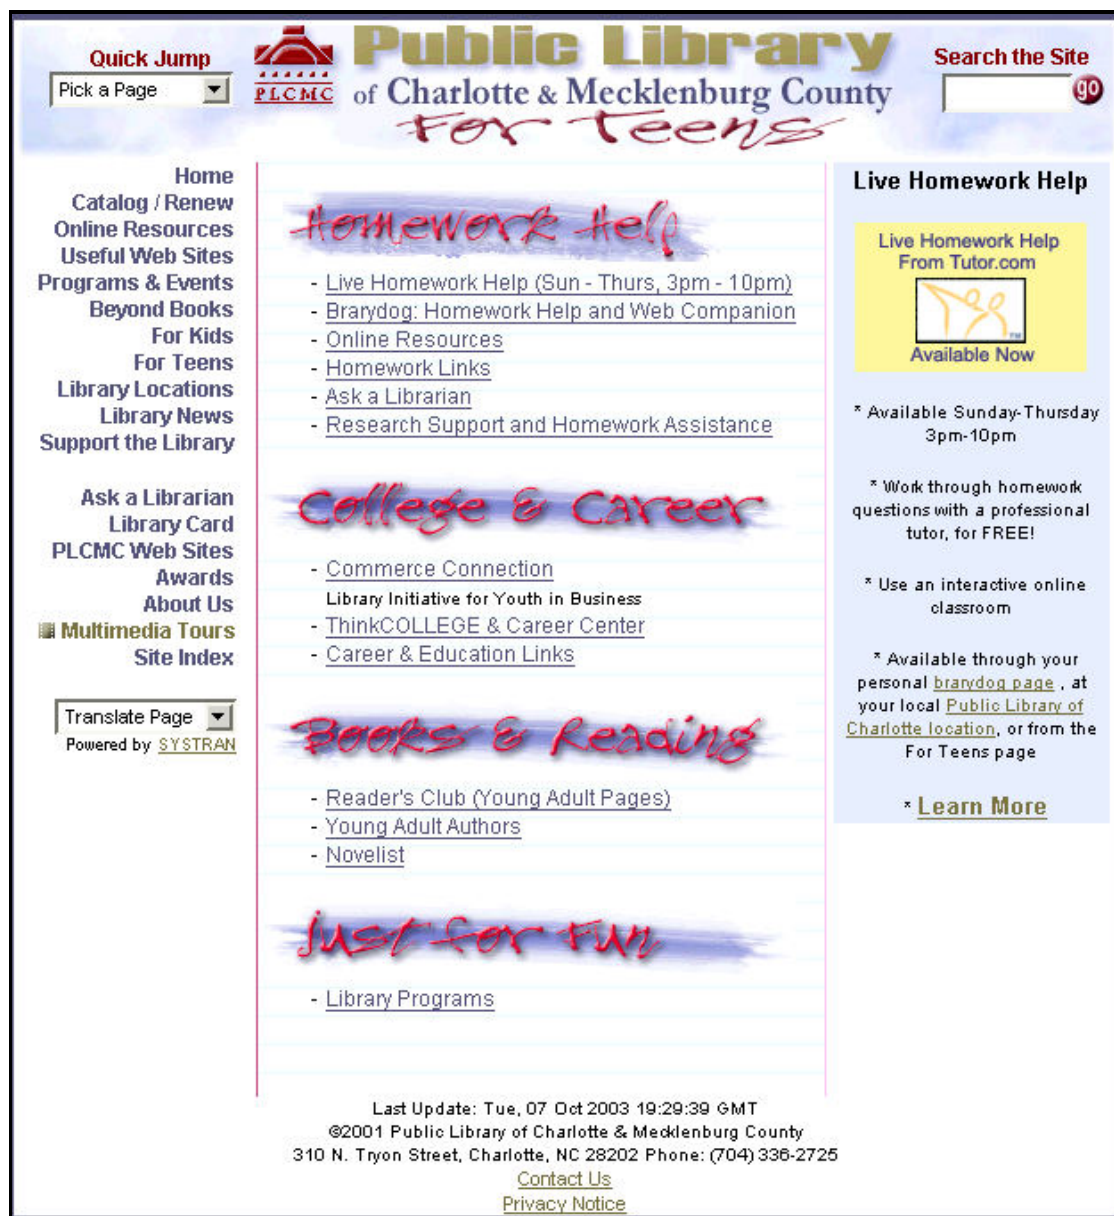 Quick Jump
Pick a Page
PLCMC
Public Library
of Charlotte & Mecklenburg County
For Teens
Search the Site
go
Home
Catalog / Renew
Online Resources
Useful Web Sites
Programs & Events
Beyond Books
For Kids
For Teens
Library Locations
Library News
Support the Library
Ask a Librarian
Library Card
PLCMC Web Sites
Awards
About Us
Multimedia Tours
Site Index
Translate Page
Powered by SYSTRAN
Homework Help
- Live Homework Help (Sun - Thurs, 3pm - 10pm)
- Brarydog: Homework Help and Web Companion
- Online Resources
- Homework Links
- Ask a Librarian
- Research Support and Homework Assistance
College & Career
- Commerce Connection
Library Initiative for Youth in Business
- ThinkCOLLEGE & Career Center
- Career & Education Links
Books & Reading
- Reader's Club (Young Adult Pages)
- Young Adult Authors
- Novelist
Just for Fun
- Library Programs
Live Homework Help
Live Homework Help
From Tutor.com
TM
Available Now
* Available Sunday-Thursday
3pm-10pm
* Work through homework
questions with a professional
tutor, for FREE!
* Use an interactive online
classroom
* Available through your
personal brarydog page , at
your local Public Library of
Charlotte location, or from the
For Teens page
* Learn More
Last Update: Tue, 07 Oct 2003 19:29:39 GMT
©2001 Public Library of Charlotte & Mecklenburg County
310 N. Tryon Street, Charlotte, NC 28202 Phone: (704) 336-2725
Contact Us
Privacy Notice